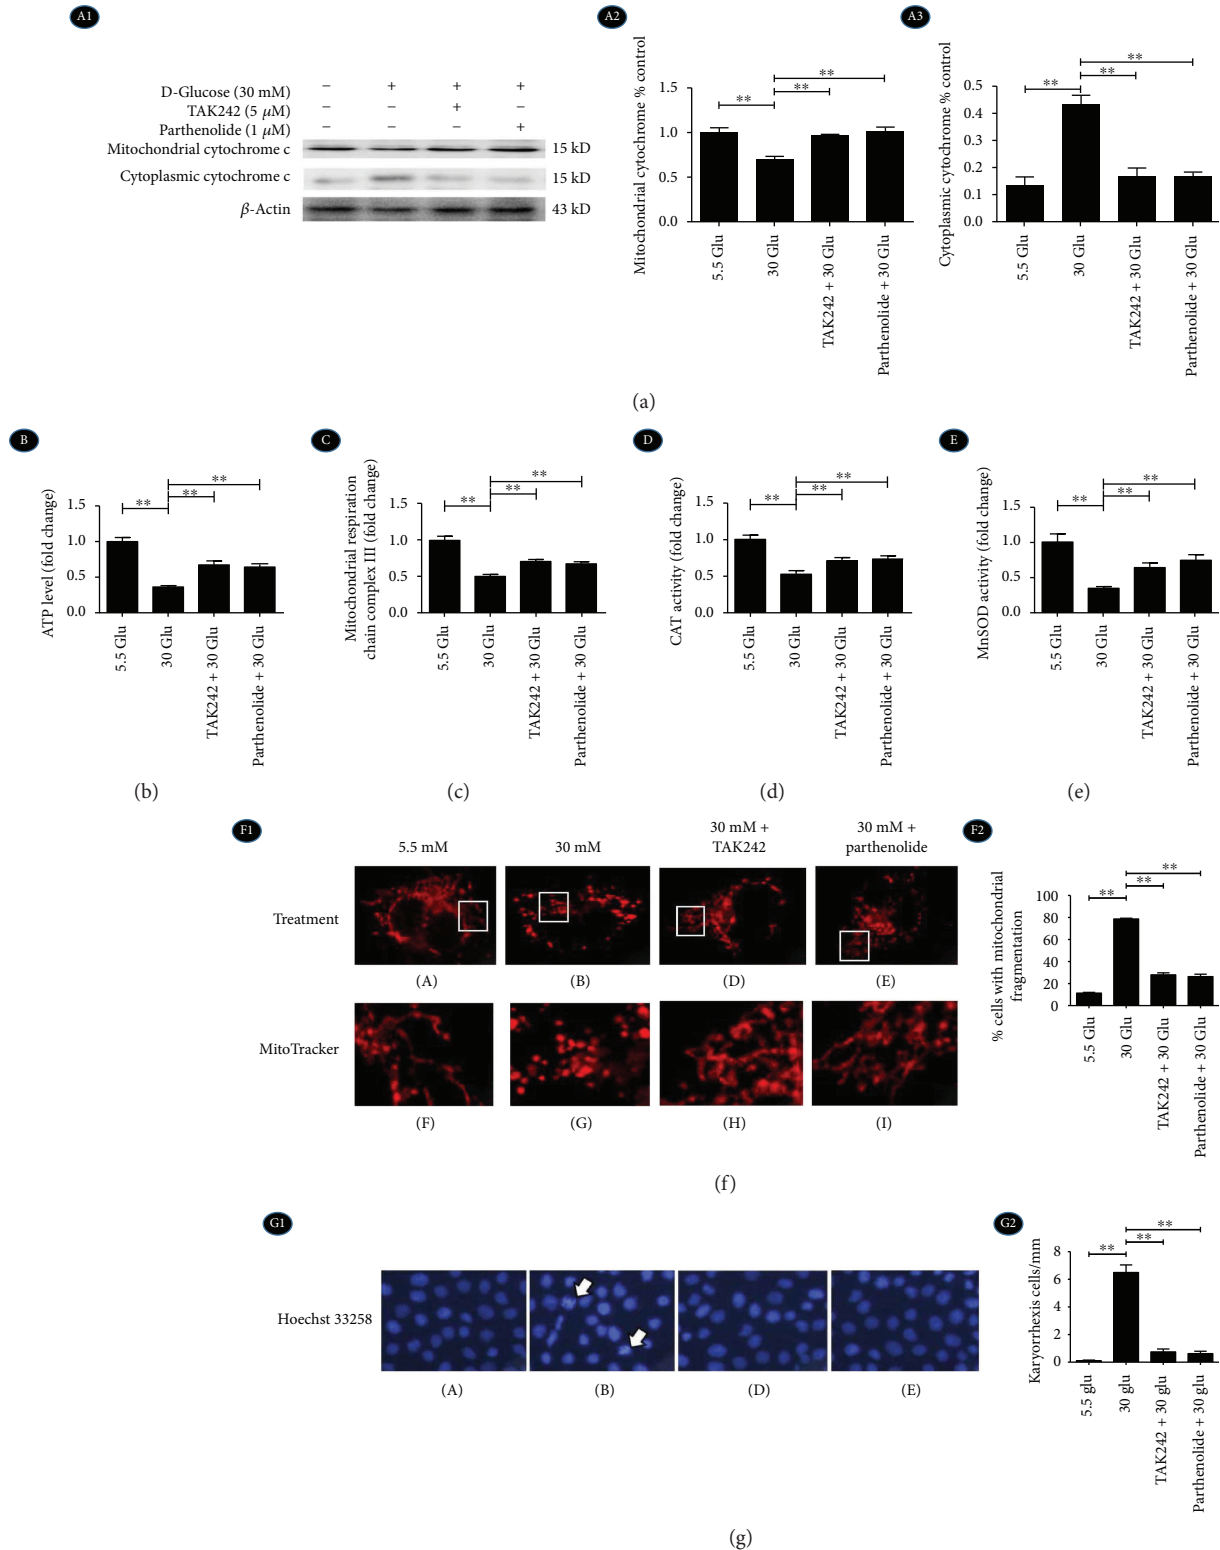 A1
D-Glucose (30 mM) − + + +
TAK242 (5 μM) − − + −
Parthenolide (1 μM) − − − +
Mitochondrial cytochrome c 15 kD
Cytoplasmic cytochrome c 15 kD
β-Actin 43 kD
A2
Mitochondrial cytochrome % control
1.5
1.0
0.5
0.0
** ** **
5.5 Glu
30 Glu
TAK242 + 30 Glu
Parthenolide + 30 Glu
A3
Cytoplasmic cytochrome % control
0.5
0.4
0.3
0.2
0.1
0.0
** ** **
5.5 Glu
30 Glu
TAK242 + 30 Glu
Parthenolide + 30 Glu
(a)
B
ATP level (fold change)
1.5
1.0
0.5
0.0
** ** **
5.5 Glu
30 Glu
TAK242 + 30 Glu
Parthenolide + 30 Glu
(b)
C
Mitochondrial respiration
chain complex III (fold change)
1.5
1.0
0.5
0.0
** ** **
5.5 Glu
30 Glu
TAK242 + 30 Glu
Parthenolide + 30 Glu
(c)
D
CAT activity (fold change)
1.5
1.0
0.5
0.0
** ** **
5.5 Glu
30 Glu
TAK242 + 30 Glu
Parthenolide + 30 Glu
(d)
E
MnSOD activity (fold change)
1.5
1.0
0.5
0.0
** ** **
5.5 Glu
30 Glu
TAK242 + 30 Glu
Parthenolide + 30 Glu
(e)
F1
5.5 mM
30 mM
30 mM +
TAK242
30 mM +
parthenolide
Treatment
(A) (B) (D) (E)
MitoTracker
(F) (G) (H) (I)
F2
% cells with mitochondrial
fragmentation
100
80
60
40
20
0
** ** **
5.5 Glu
30 Glu
TAK242 + 30 Glu
Parthenolide + 30 Glu
(f)
G1
Hoechst 33258
(A) (B) (D) (E)
G2
Karyorrhexis cells/mm
8
6
4
2
0
** ** **
5.5 glu
30 glu
TAK242 + 30 glu
Parthenolide + 30 glu
(g)